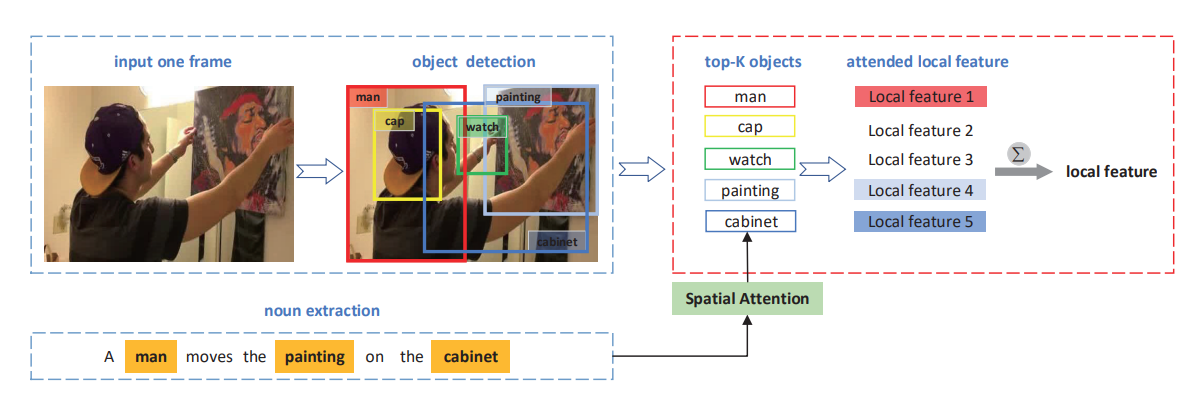 input one frame
object detection
man
painting
cap
watch
cabinet
top-K objects
attended local feature
man
Local feature 1
cap
Local feature 2
watch
Local feature 3
painting
Local feature 4
cabinet
Local feature 5
Σ
local feature
Spatial Attention
noun extraction
A man moves the painting on the cabinet